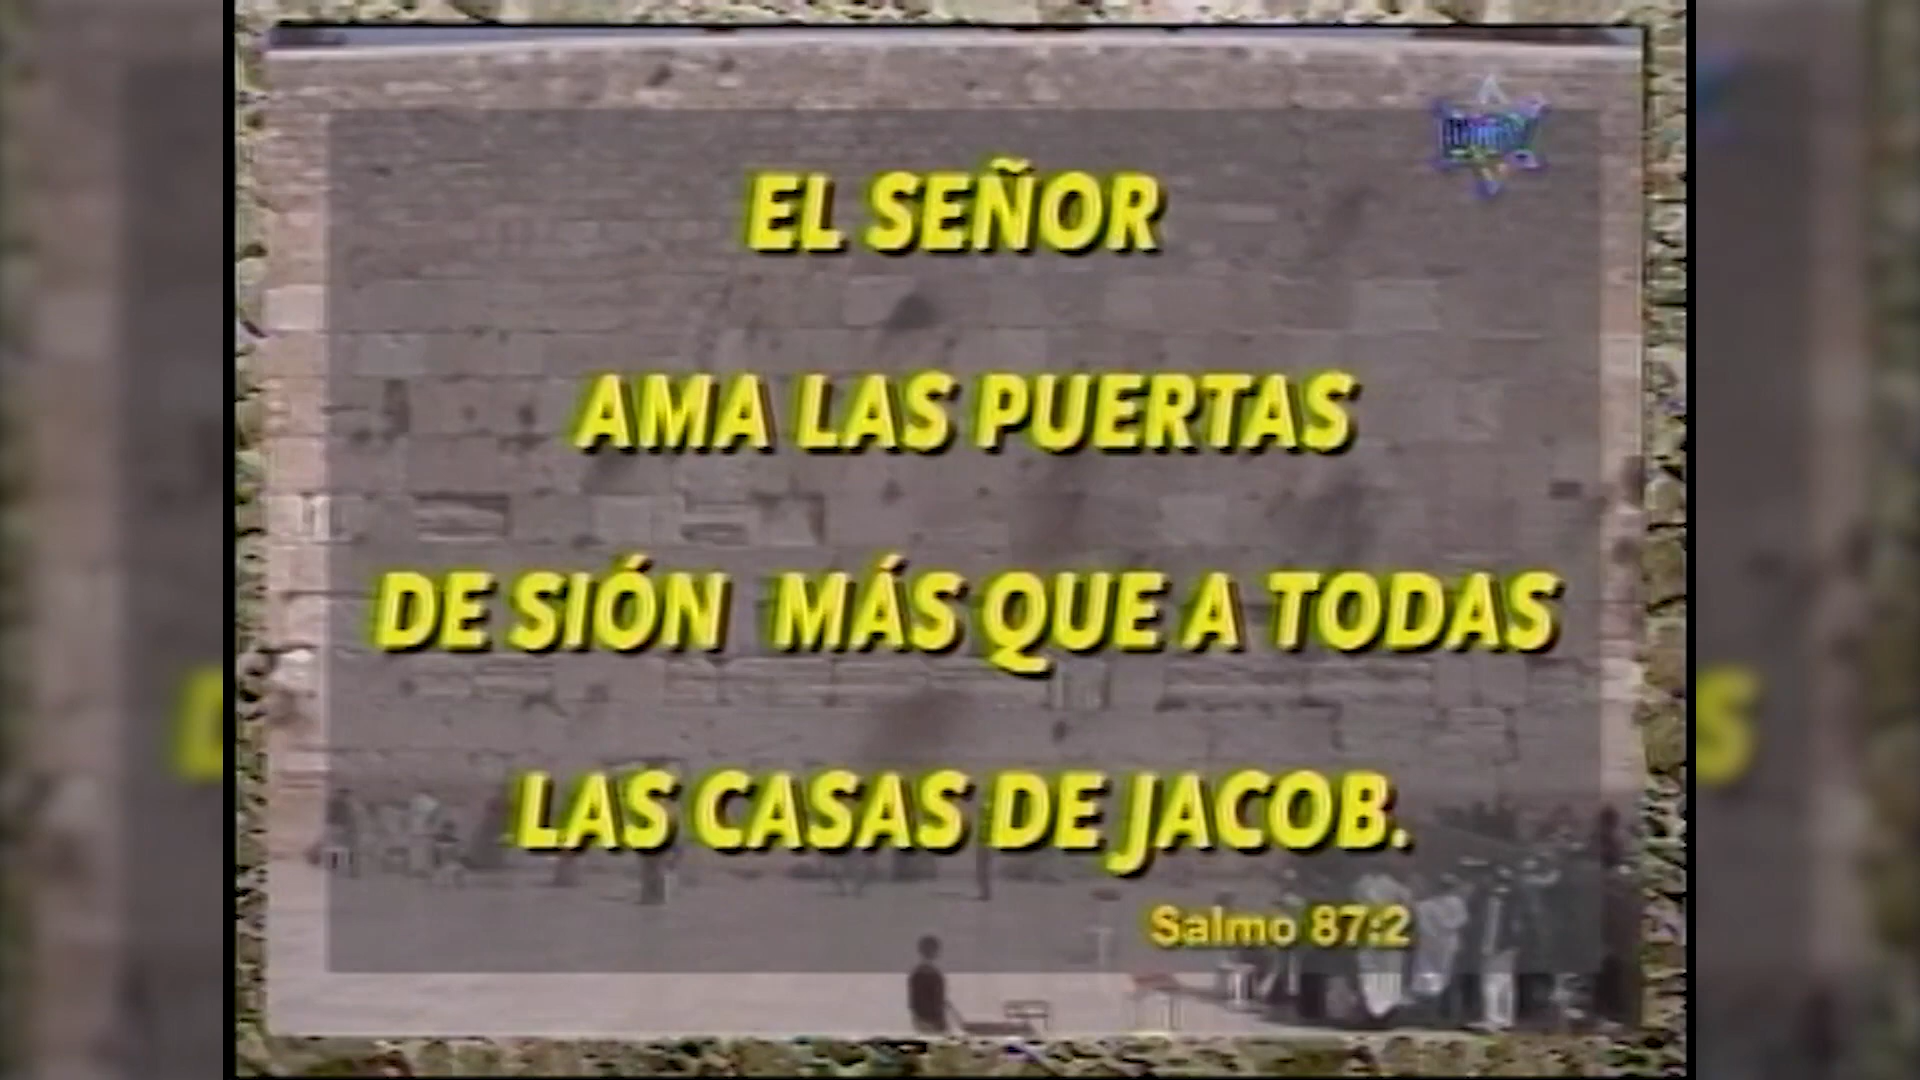 EL SEÑOR
AMA LAS PUERTAS
DE SIÓN MÁS QUE A TODAS
LAS CASAS DE JACOB.
Salmo 87:2